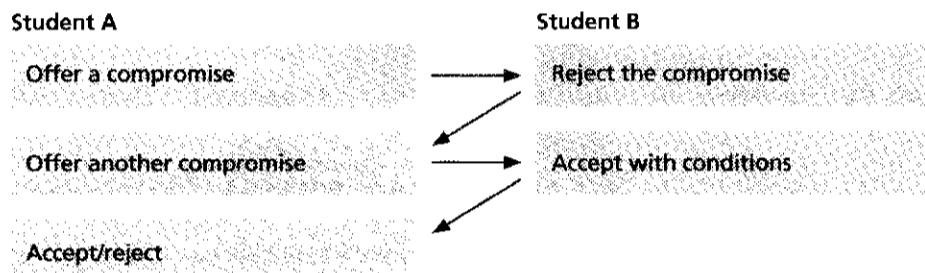 Student A
Student B
Offer a compromise
Reject the compromise
Offer another compromise
Accept with conditions
Accept/reject